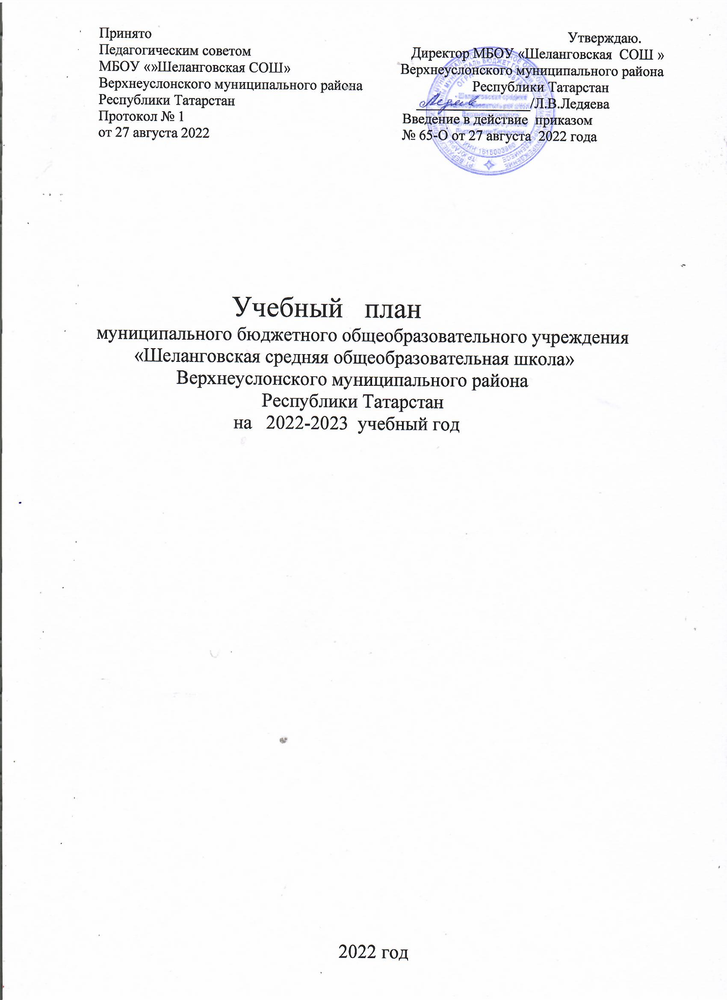 Принято
Педагогическим советом
МБОУ «»Шеланговская СОШ»
Верхнеуслонского муниципального района
Республики Татарстан
Протокол № 1
от 27 августа 2022
Утверждаю.
Директор МБОУ «Шеланговская СОШ »
Верхнеуслонского муниципального района
Республики Татарстан
/Л.В.Ледяева
Введение в действие приказом
№ 65-О от 27 августа 2022 года
ИНН 1615003960
Учебный план
муниципального бюджетного общеобразовательного учреждения
«Шеланговская средняя общеобразовательная школа»
Верхнеуслонского муниципального района
Республики Татарстан
на 2022-2023 учебный год
2022 год